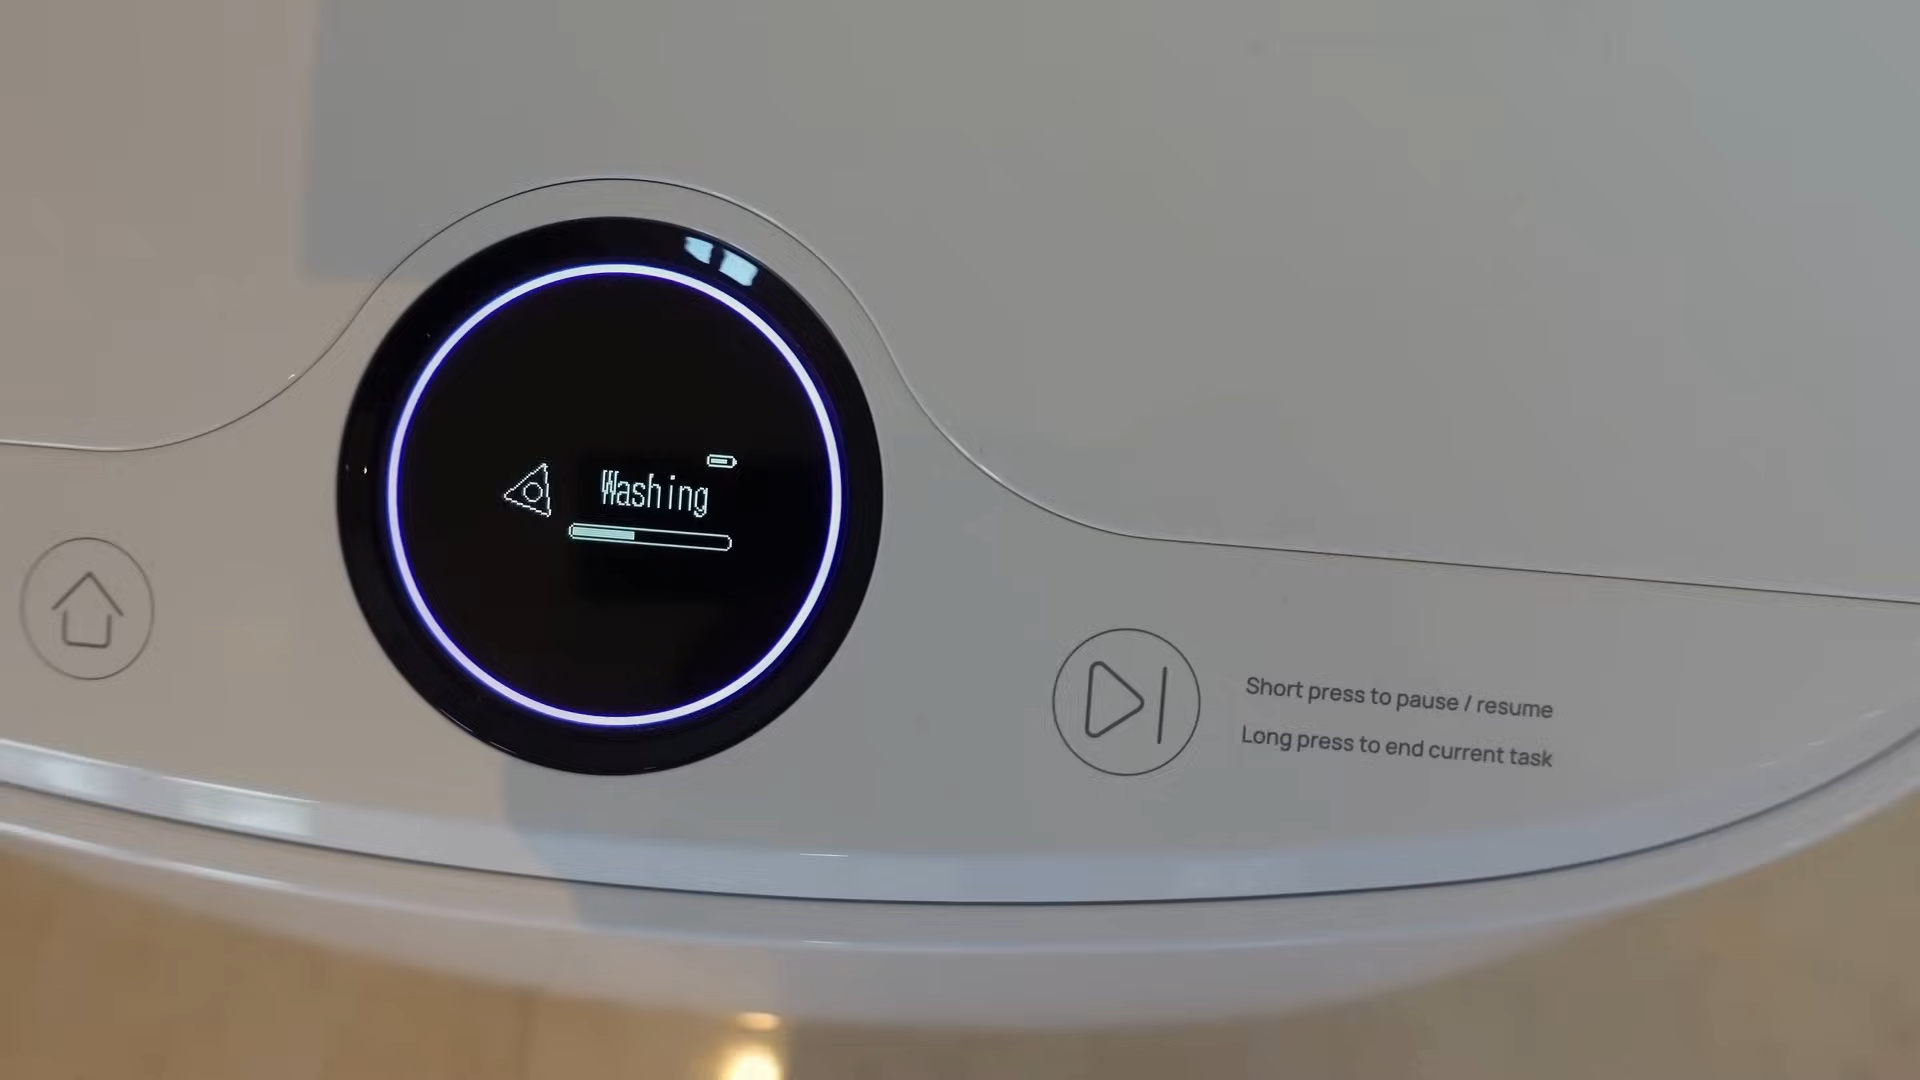 Washing
Short press to pause / resume
Long press to end current task